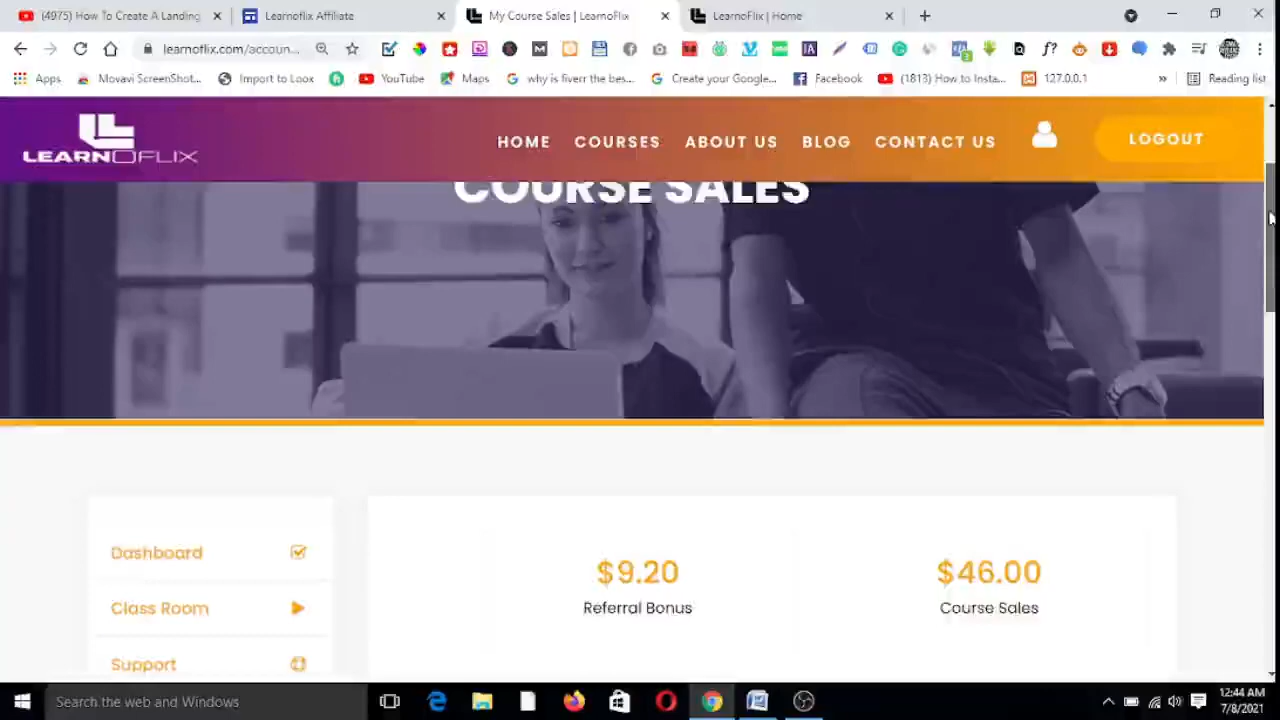 (4975) How To Create A Landing
Learnoflix Affiliate
My Course Sales | LearnoFlix
LearnoFlix | Home
learnoflix.com/accoun...
Apps
Movavi ScreenShot...
Import to Loox
YouTube
Maps
why is fiverr the bes...
Create your Google...
Facebook
(1813) How to Insta...
127.0.0.1
»
Reading list
LEARNOFLIX
HOME
COURSES
ABOUT US
BLOG
CONTACT US
LOGOUT
COURSE SALES
Dashboard
Class Room
Support
$9.20
Referral Bonus
$46.00
Course Sales
Search the web and Windows
12:44 AM
7/8/2021